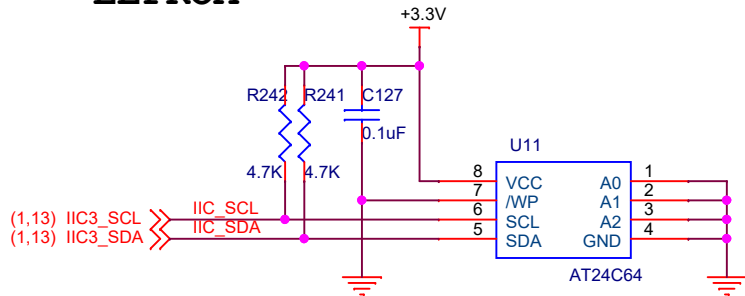 EEPROM
+3.3V
R242 R241 C127
0.1uF
4.7K 4.7K
U11
8 VCC A0 1
7 /WP A1 2
6 SCL A2 3
5 SDA GND 4
AT24C64
(1,13) IIC3_SCL IIC_SCL
(1,13) IIC3_SDA IIC_SDA